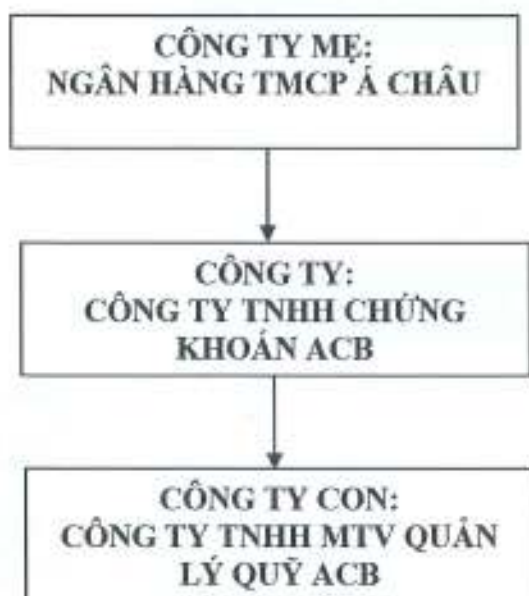 CÔNG TY MẸ:
NGÂN HÀNG TMCP Á CHÂU
CÔNG TY:
CÔNG TY TNHH CHỨNG
KHOÁN ACB
CÔNG TY CON:
CÔNG TY TNHH MTV QUẢN
LÝ QUỸ ACB